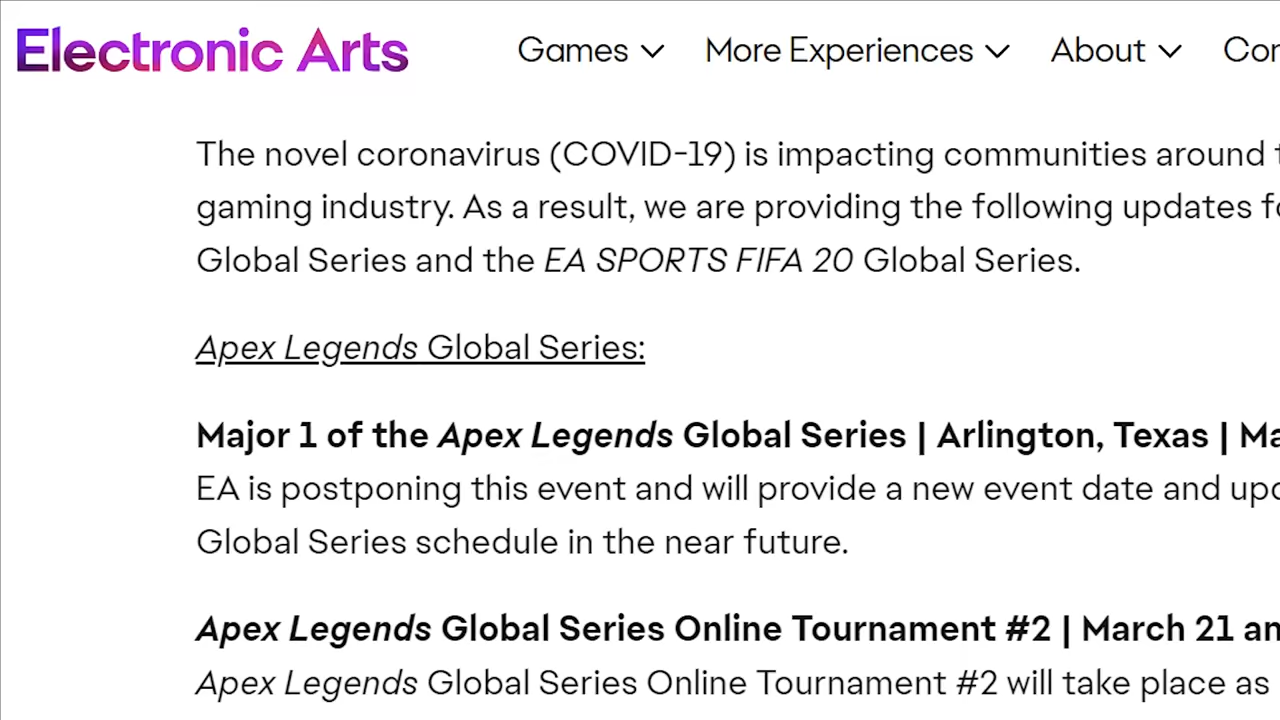 Electronic Arts Games More Experiences About
The novel coronavirus (COVID-19) is impacting communities around
gaming industry. As a result, we are providing the following updates
Global Series and the EA SPORTS FIFA 20 Global Series.
Apex Legends Global Series:
Major 1 of the Apex Legends Global Series | Arlington, Texas |
EA is postponing this event and will provide a new event date and
Global Series schedule in the near future.
Apex Legends Global Series Online Tournament #2 | March 21
Apex Legends Global Series Online Tournament #2 will take place as